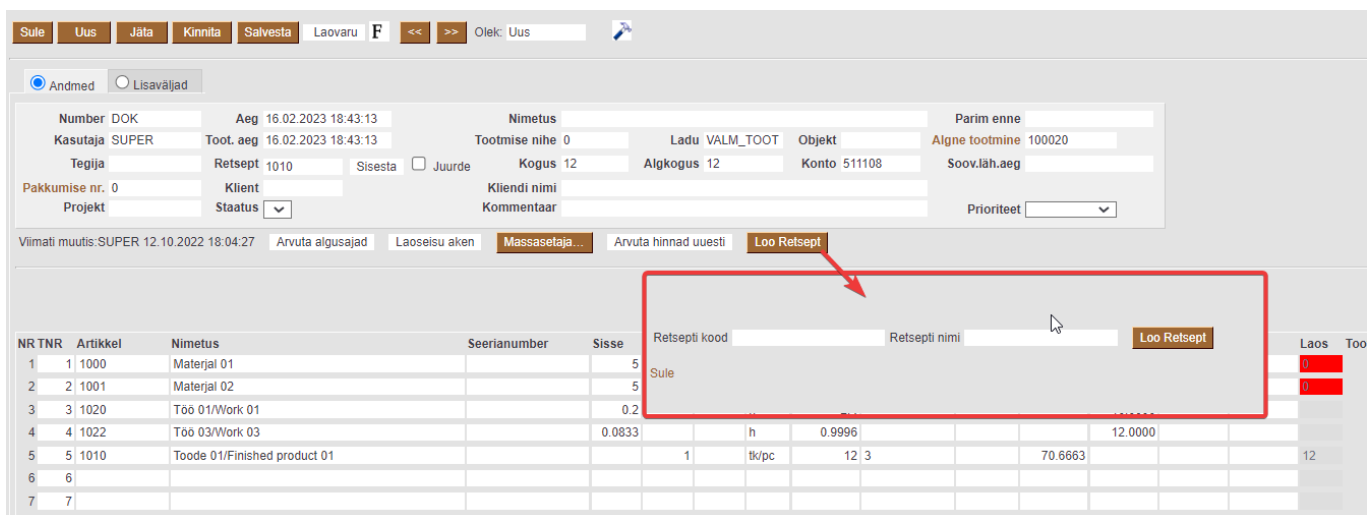 Sule Uus Jäta Kinnita Salvesta Laovaru F << >> Olek: Uus
Andmed Lisaväljad
Number DOK Aeg 16.02.2023 18:43:13 Nimetus Parim enne
Kasutaja SUPER Toot. aeg 16.02.2023 18:43:13 Tootmise nihe 0 Ladu VALM_TOOT Objekt Algne tootmine 100020
Tegija Retsept 1010 Sisesta Juurde Kogus 12 Algkogus 12 Konto 511108 Soov.läh.aeg
Pakkumise nr. 0 Klient Kliendi nimi
Projekt Staatus Kommentaar Prioriteet
Viimati muutis:SUPER 12.10.2022 18:04:27 Arvuta algusajad Laoseisu aken Massasetaja... Arvuta hinnad uuesti Loo Retsept
Retsepti kood Retsepti nimi Loo Retsept
Sule
NR TNR Artikkel Nimetus Seerianumber Sisse Laos Too
1 1 1000 Materjal 01 5 0
2 2 1001 Materjal 02 5 0
3 3 1020 Töö 01/Work 01 0.2
4 4 1022 Töö 03/Work 03 0.0833 h 0.9996 12.0000
5 5 1010 Toode 01/Finished product 01 1 tk/pc 12 3 70.6663 12
6 6
7 7